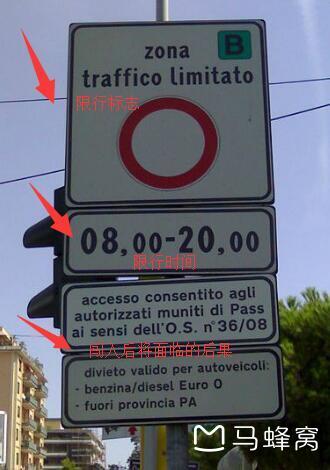 B
zona
traffico limitato
限行标志
08,00-20,00
限行时间
accesso consentito agli
autorizzati muniti di Pass
ai sensi dell'O.S. n°36/08
闯入后将面临的后果
divieto valido per autoveicoli:
- benzina/diesel Euro 0
- fuori provincia PA
马蜂窝